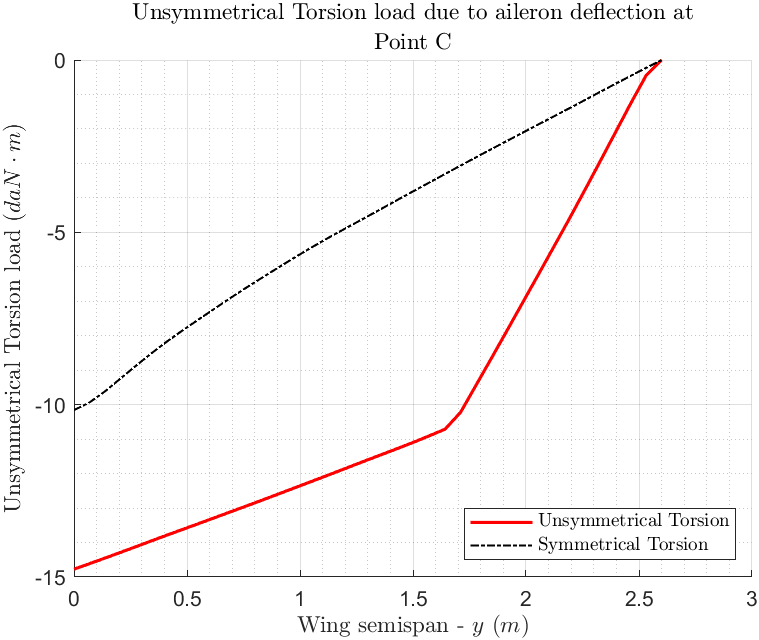 Unsymmetrical Torsion load due to aileron deflection at
Point C
Unsymmetrical Torsion load (daN · m)
0
-5
-10
-15
0
0.5
1
1.5
2
2.5
3
Wing semispan - y (m)
Unsymmetrical Torsion
Symmetrical Torsion